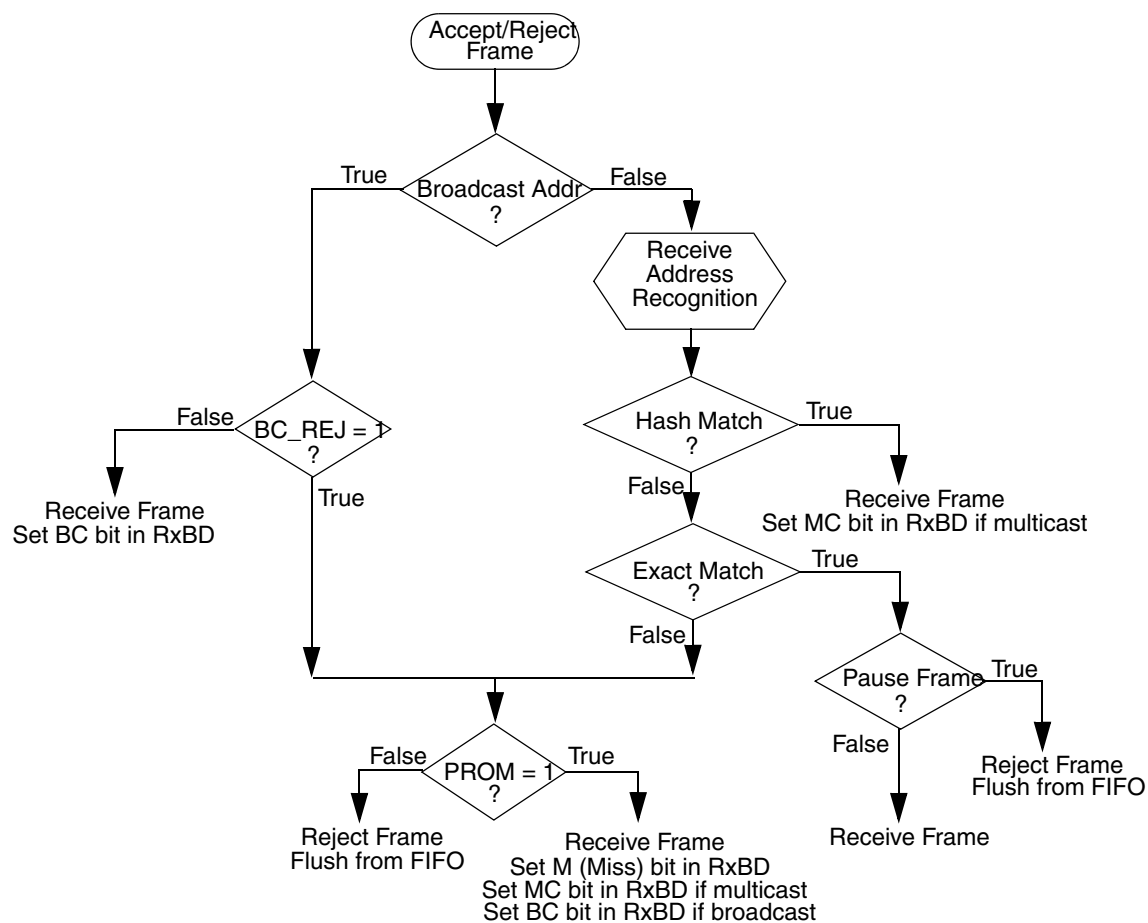 Accept/Reject
Frame
True
False
Broadcast Addr
?
Receive
Address
Recognition
False
BC_REJ = 1
?
True
Hash Match
?
True
False
Receive Frame
Set BC bit in RxBD
Receive Frame
Set MC bit in RxBD if multicast
Exact Match
?
True
False
Pause Frame
?
True
False
False
PROM = 1
?
True
Reject Frame
Flush from FIFO
Receive Frame
Reject Frame
Flush from FIFO
Receive Frame
Set M (Miss) bit in RxBD
Set MC bit in RxBD if multicast
Set BC bit in RxBD if broadcast